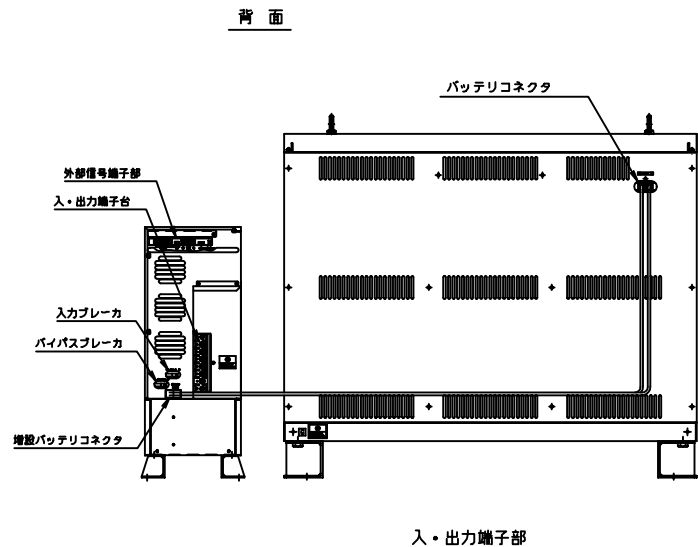 背 面
バッテリコネクタ
外部信号端子部
入・出力端子台
入力ブレーカ
バイパスブレーカ
増設バッテリコネクタ
入・出力端子部